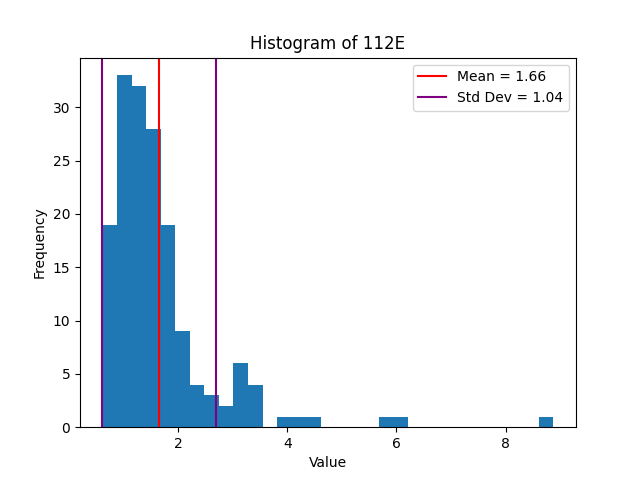 Histogram of 112E
Mean = 1.66
Std Dev = 1.04
Frequency
30
25
20
15
10
5
0
2
4
6
8
Value